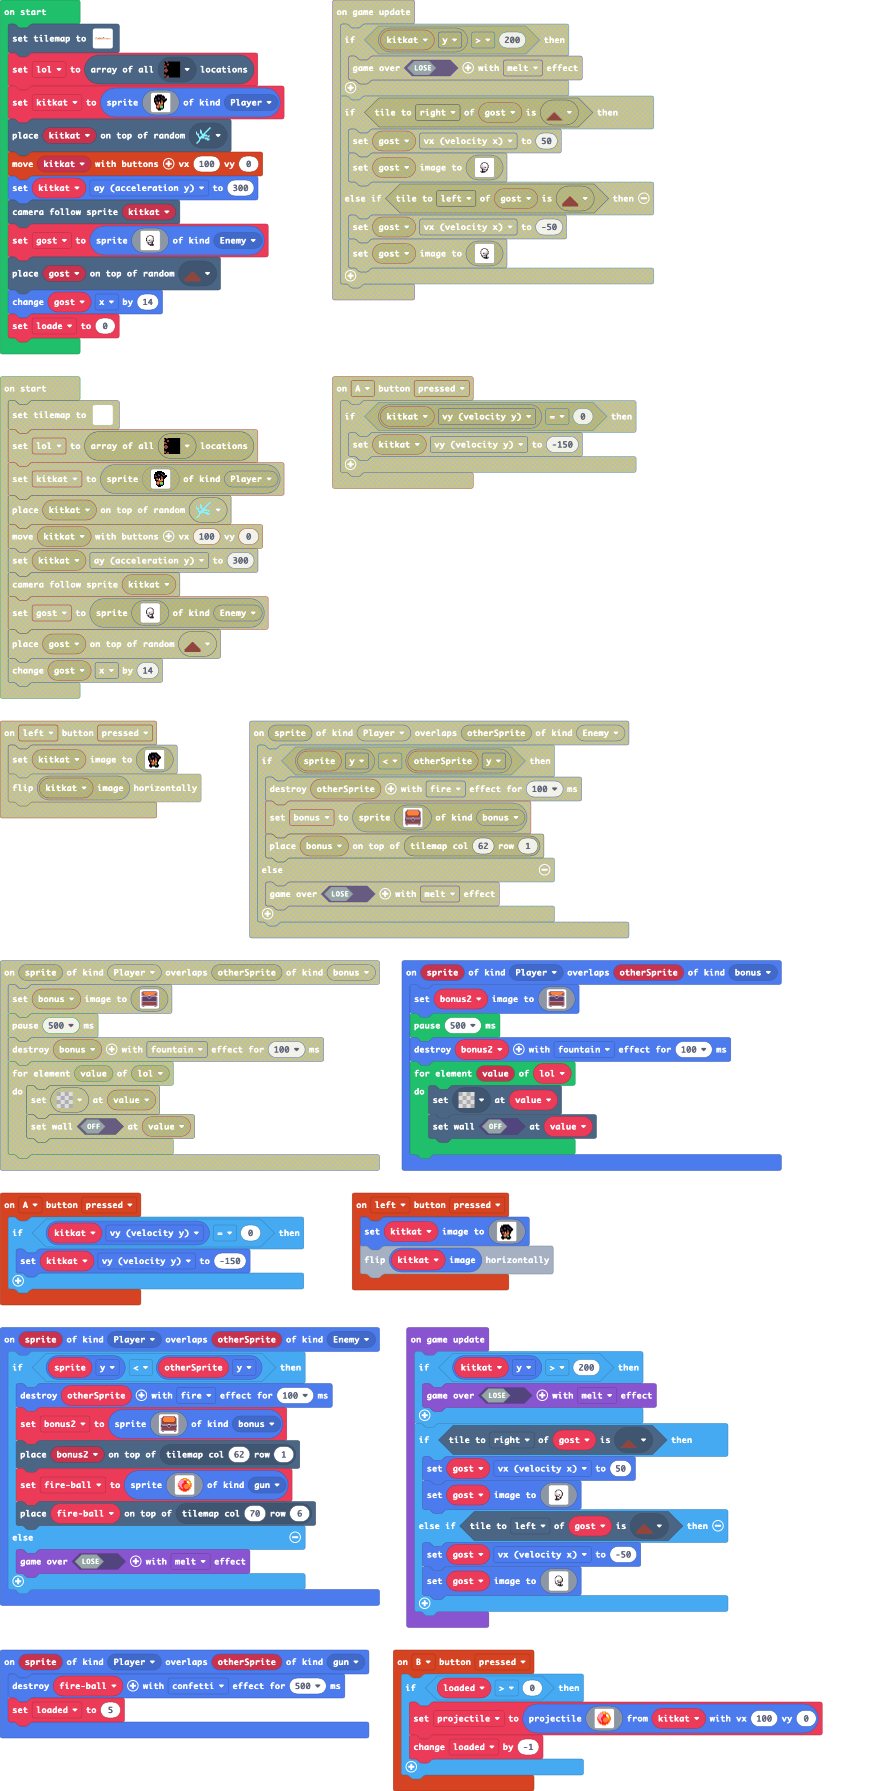 on start
set tilemap to
set lol to array of all locations
set kitkat to sprite of kind Player
place kitkat on top of random
move kitkat with buttons vx 100 vy 0
set kitkat ay (acceleration y) to 300
camera follow sprite kitkat
set gost to sprite of kind Enemy
place gost on top of random
change gost x by 14
set loade to 0
on game update
if kitkat y > 200 then
game over LOSE with melt effect
if tile to right of gost is then
set gost vx (velocity x) to 50
set gost image to
else if tile to left of gost is then
set gost vx (velocity x) to -50
set gost image to
on start
set tilemap to
set lol to array of all locations
set kitkat to sprite of kind Player
place kitkat on top of random
move kitkat with buttons vx 100 vy 0
set kitkat ay (acceleration y) to 300
camera follow sprite kitkat
set gost to sprite of kind Enemy
place gost on top of random
change gost x by 14
on A button pressed
if kitkat vy (velocity y) = 0 then
set kitkat vy (velocity y) to -150
on left button pressed
set kitkat image to
flip kitkat image horizontally
on sprite of kind Player overlaps otherSprite of kind Enemy
if sprite y < otherSprite y then
destroy otherSprite with fire effect for 100 ms
set bonus to sprite of kind bonus
place bonus on top of tilemap col 62 row 1
else
game over LOSE with melt effect
on sprite of kind Player overlaps otherSprite of kind bonus
set bonus image to
pause 500 ms
destroy bonus with fountain effect for 100 ms
for element value of lol
do set at value
set wall OFF at value
on sprite of kind Player overlaps otherSprite of kind bonus
set bonus2 image to
pause 500 ms
destroy bonus2 with fountain effect for 100 ms
for element value of lol
do set at value
set wall OFF at value
on A button pressed
if kitkat vy (velocity y) = 0 then
set kitkat vy (velocity y) to -150
on left button pressed
set kitkat image to
flip kitkat image horizontally
on sprite of kind Player overlaps otherSprite of kind Enemy
if sprite y < otherSprite y then
destroy otherSprite with fire effect for 100 ms
set bonus2 to sprite of kind bonus
place bonus2 on top of tilemap col 62 row 1
set fire-ball to sprite of kind gun
place fire-ball on top of tilemap col 70 row 6
else
game over LOSE with melt effect
on game update
if kitkat y > 200 then
game over LOSE with melt effect
if tile to right of gost is then
set gost vx (velocity x) to 50
set gost image to
else if tile to left of gost is then
set gost vx (velocity x) to -50
set gost image to
on sprite of kind Player overlaps otherSprite of kind gun
destroy fire-ball with confetti effect for 500 ms
set loaded to 5
on B button pressed
if loaded > 0 then
set projectile to projectile from kitkat with vx 100 vy 0
change loaded by -1